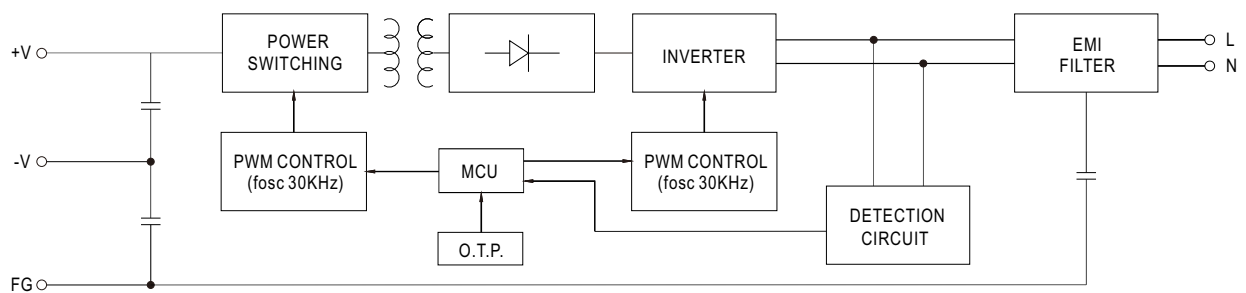 +V
POWER
SWITCHING
INVERTER
EMI
FILTER
L
N
-V
PWM CONTROL
(fosc 30KHz)
MCU
PWM CONTROL
(fosc 30KHz)
DETECTION
CIRCUIT
O.T.P.
FG